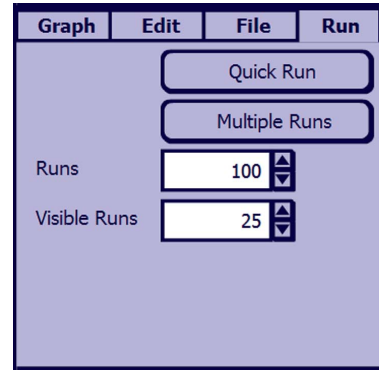 Graph Edit File Run
Quick Run
Multiple Runs
Runs 100
Visible Runs 25